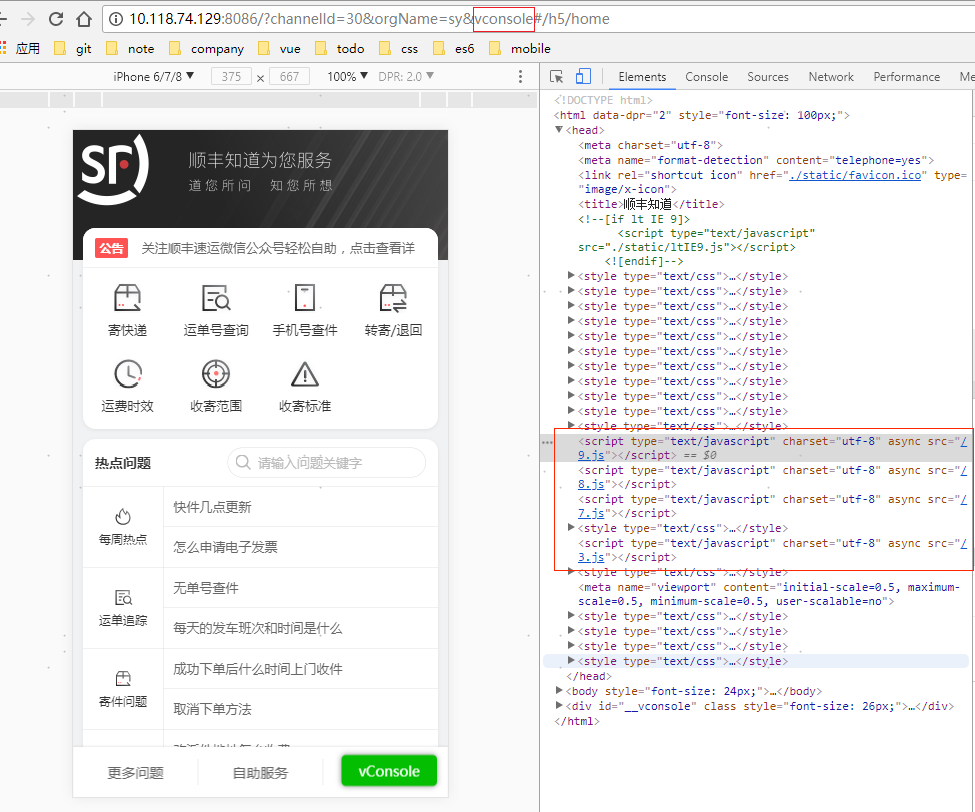 10.118.74.129:8086/?channelId=30&orgName=sy&vconsole#/h5/home
应用 git note company vue todo css es6 mobile
iPhone 6/7/8 ▼ 375 x 667 100% ▼ DPR: 2.0 ▼
SF
顺丰知道为您服务
道您所问 知您所想
公告 关注顺丰速运微信公众号轻松自助，点击查看详
寄快递 运单号查询 手机号查件 转寄/退回
运费时效 收寄范围 收寄标准
热点问题 请输入问题关键字
每周热点
快件几点更新
怎么申请电子发票
运单追踪
无单号查件
每天的发车班次和时间是什么
寄件问题
成功下单后什么时间上门收件
取消下单方法
更多问题 自助服务 vConsole
Elements Console Sources Network Performance Me
<!DOCTYPE html>
<html data-dpr="2" style="font-size: 100px;">
▼<head>
<meta charset="utf-8">
<meta name="format-detection" content="telephone=yes">
<link rel="shortcut icon" href="./static/favicon.ico" type=
"image/x-icon">
<title>顺丰知道</title>
<!--[if lt IE 9]>
<script type="text/javascript"
src="./static/ltIE9.js"></script>
<![endif]-->
▶<style type="text/css">…</style>
▶<style type="text/css">…</style>
▶<style type="text/css">…</style>
▶<style type="text/css">…</style>
▶<style type="text/css">…</style>
▶<style type="text/css">…</style>
▶<style type="text/css">…</style>
▶<style type="text/css">…</style>
▶<style type="text/css">…</style>
▶<style type="text/css">…</style>
▶<style type="text/css">…</style>
<script type="text/javascript" charset="utf-8" async src="/
9.js"></script> == $0
<script type="text/javascript" charset="utf-8" async src="/
8.js"></script>
<script type="text/javascript" charset="utf-8" async src="/
7.js"></script>
▶<style type="text/css">…</style>
<script type="text/javascript" charset="utf-8" async src="/
3.js"></script>
▶<style type="text/css">…</style>
<meta name="viewport" content="initial-scale=0.5, maximum-
scale=0.5, minimum-scale=0.5, user-scalable=no">
▶<style type="text/css">…</style>
▶<style type="text/css">…</style>
▶<style type="text/css">…</style>
▶<style type="text/css">…</style>
</head>
▶<body style="font-size: 24px;">…</body>
▶<div id="__vconsole" class style="font-size: 26px;">…</div>
</html>